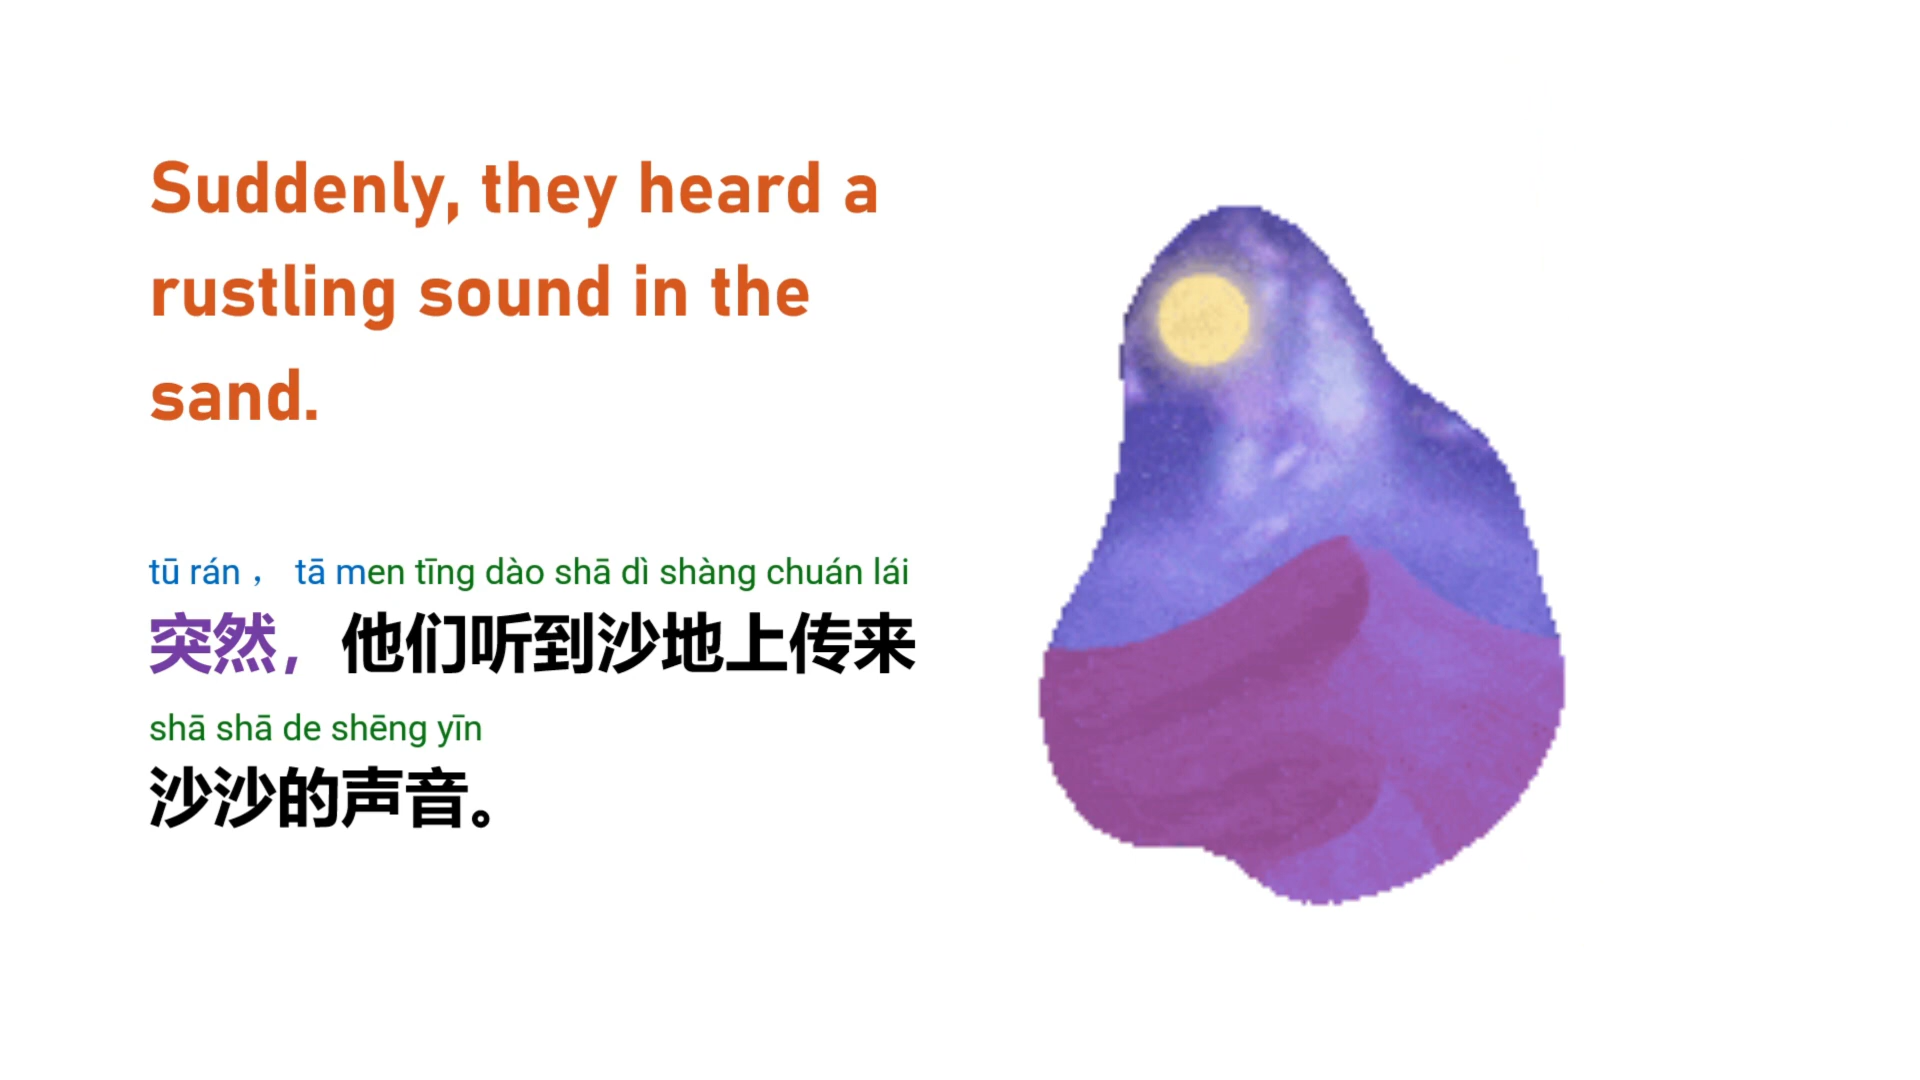 Suddenly, they heard a
rustling sound in the
sand.
tū rán ， tā men tīng dào shā dì shàng chuán lái
突然，他们听到沙地上传来
shā shā de shēng yīn
沙沙的声音。